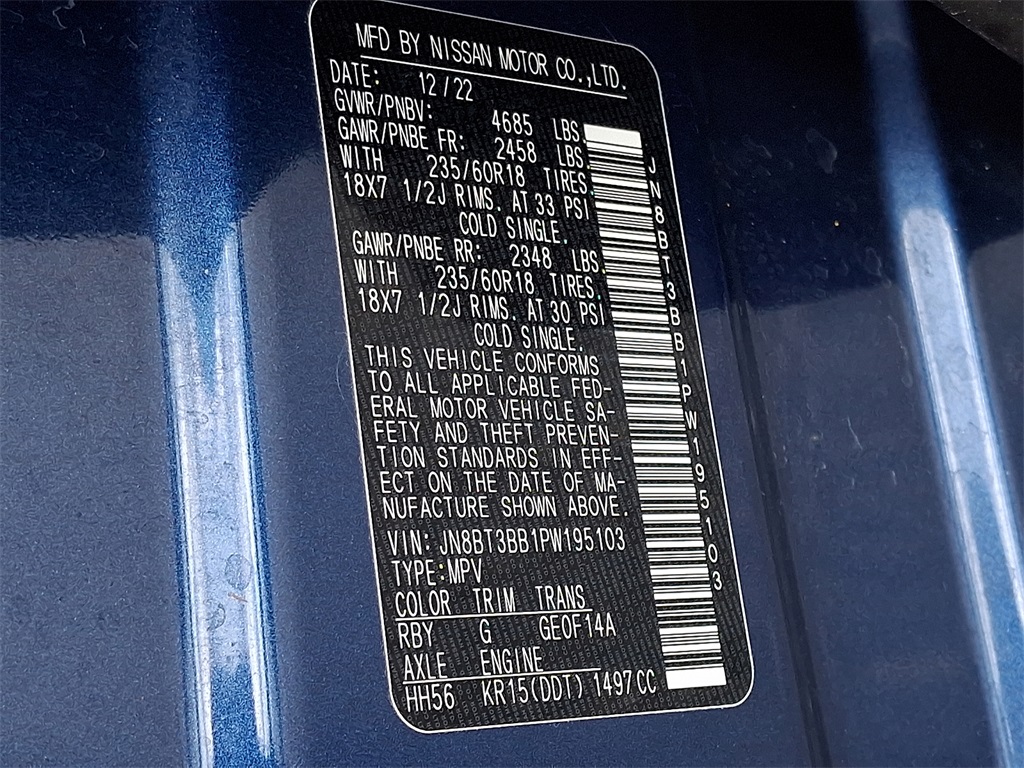 MFD BY NISSAN MOTOR CO.,LTD.
DATE: 12/22
GVWR/PNBV: 4685 LBS
GAWR/PNBE FR: 2458 LBS.
WITH 235/60R18 TIRES.
18X7 1/2J RIMS. AT 33 PSI
COLD SINGLE.
GAWR/PNBE RR: 2348 LBS.
WITH 235/60R18 TIRES.
18X7 1/2J RIMS. AT 30 PSI
COLD SINGLE.
THIS VEHICLE CONFORMS
TO ALL APPLICABLE FED-
ERAL MOTOR VEHICLE SA-
FETY AND THEFT PREVEN-
TION STANDARDS IN EFF-
ECT ON THE DATE OF MA-
NUFACTURE SHOWN ABOVE.
VIN: JN8BT3BB1PW195103
TYPE:MPV
COLOR TRIM TRANS
RBY G GE0F14A
AXLE ENGINE
HH56 KR15(DDT) 1497CC
JN8BT3BB1PW195103